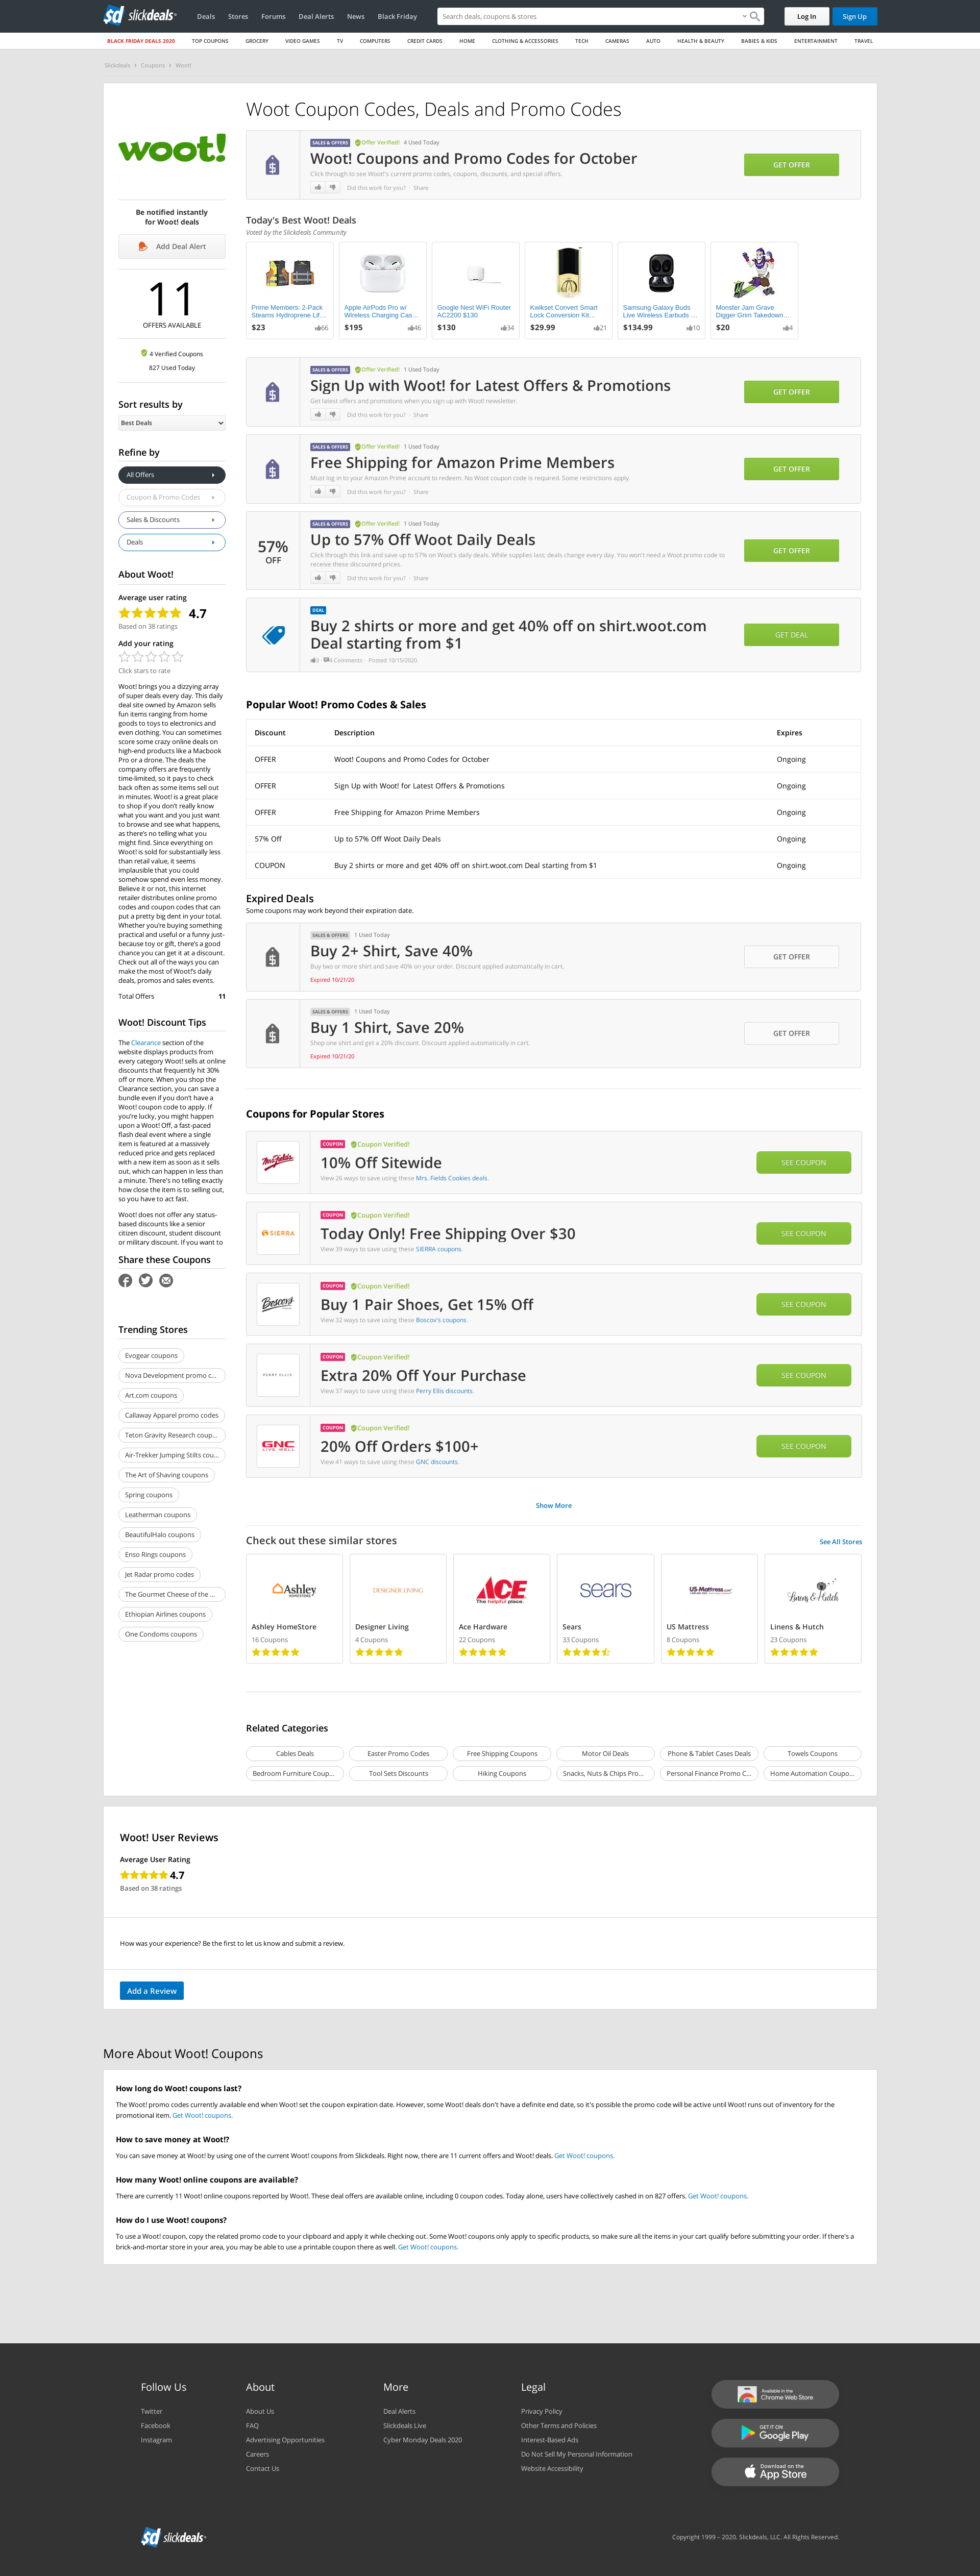 sd slickdeals
Deals Stores Forums Deal Alerts News Black Friday
Search deals, coupons & stores
Log In
Sign Up
BLACK FRIDAY DEALS 2020 TOP COUPONS GROCERY VIDEO GAMES TV COMPUTERS CREDIT CARDS HOME CLOTHING & ACCESSORIES TECH CAMERAS AUTO HEALTH & BEAUTY BABIES & KIDS ENTERTAINMENT TRAVEL
Slickdeals › Coupons › Woot!
woot!
Be notified instantly
for Woot! deals
Add Deal Alert
11
OFFERS AVAILABLE
4 Verified Coupons
827 Used Today
Sort results by
Best Deals
Refine by
All Offers
Coupon & Promo Codes
Sales & Discounts
Deals
About Woot!
Average user rating
4.7
Based on 38 ratings
Add your rating
Click stars to rate
Woot! brings you a dizzying array
of super deals every day. This daily
deal site owned by Amazon sells
fun items ranging from home
goods to toys to electronics and
even clothing. You can sometimes
score some crazy online deals on
high-end products like a Macbook
Pro or a drone. The deals the
company offers are frequently
time-limited, so it pays to check
back often as some items sell out
in minutes. Woot! is a great place
to shop if you don't really know
what you want and you just want
to browse and see what happens,
as there's no telling what you
might find. Since everything on
Woot! is sold for substantially less
than retail value, it seems
implausible that you could
somehow spend even less money.
Believe it or not, this internet
retailer distributes online promo
codes and coupon codes that can
put a pretty big dent in your total.
Whether you're buying something
practical and useful or a funny just-
because toy or gift, there's a good
chance you can get it at a discount.
Check out all of the ways you can
make the most of Woot!'s daily
deals, promos and sales events.
Total Offers 11
Woot! Discount Tips
The Clearance section of the
website displays products from
every category Woot! sells at online
discounts that frequently hit 30%
off or more. When you shop the
Clearance section, you can save a
bundle even if you don't have a
Woot! coupon code to apply. If
you're lucky, you might happen
upon a Woot! Off, a fast-paced
flash deal event where a single
item is featured at a massively
reduced price and gets replaced
with a new item as soon as it sells
out, which can happen in less than
a minute. There's no telling exactly
how close the item is to selling out,
so you have to act fast.
Woot! does not offer any status-
based discounts like a senior
citizen discount, student discount
or military discount. If you want to
Share these Coupons
Trending Stores
Evogear coupons
Nova Development promo c...
Art.com coupons
Callaway Apparel promo codes
Teton Gravity Research coup...
Air-Trekker Jumping Stilts cou...
The Art of Shaving coupons
Spring coupons
Leatherman coupons
BeautifulHalo coupons
Enso Rings coupons
Jet Radar promo codes
The Gourmet Cheese of the ...
Ethiopian Airlines coupons
One Condoms coupons
Woot Coupon Codes, Deals and Promo Codes
SALES & OFFERS Offer Verified! 4 Used Today
Woot! Coupons and Promo Codes for October
Click through to see Woot!'s current promo codes, coupons, discounts, and special offers.
Did this work for you? · Share
GET OFFER
Today's Best Woot! Deals
Voted by the Slickdeals Community
Prime Members: 2-Pack
Stearns Hydroprene Lif...
$23 66
Apple AirPods Pro w/
Wireless Charging Cas...
$195 46
Google Nest WiFi Router
AC2200 $130
$130 34
Kwikset Convert Smart
Lock Conversion Kit...
$29.99 21
Samsung Galaxy Buds
Live Wireless Earbuds ...
$134.99 10
Monster Jam Grave
Digger Grim Takedown...
$20 4
SALES & OFFERS Offer Verified! 1 Used Today
Sign Up with Woot! for Latest Offers & Promotions
Get latest offers and promotions when you sign up with Woot! newsletter.
Did this work for you? · Share
GET OFFER
SALES & OFFERS Offer Verified! 1 Used Today
Free Shipping for Amazon Prime Members
Must log in to your Amazon Prime account to redeem. No Woot coupon code is required. Some restrictions apply.
Did this work for you? · Share
GET OFFER
57%
OFF
SALES & OFFERS Offer Verified! 1 Used Today
Up to 57% Off Woot Daily Deals
Click through this link and save up to 57% on Woot's daily deals. While supplies last; deals change every day. You won't need a Woot promo code to
receive these discounted prices.
Did this work for you? · Share
GET OFFER
DEAL
Buy 2 shirts or more and get 40% off on shirt.woot.com
Deal starting from $1
3 · 4 Comments · Posted 10/15/2020
GET DEAL
Popular Woot! Promo Codes & Sales
Discount Description Expires
OFFER Woot! Coupons and Promo Codes for October Ongoing
OFFER Sign Up with Woot! for Latest Offers & Promotions Ongoing
OFFER Free Shipping for Amazon Prime Members Ongoing
57% Off Up to 57% Off Woot Daily Deals Ongoing
COUPON Buy 2 shirts or more and get 40% off on shirt.woot.com Deal starting from $1 Ongoing
Expired Deals
Some coupons may work beyond their expiration date.
SALES & OFFERS 1 Used Today
Buy 2+ Shirt, Save 40%
Buy two or more shirt and save 40% on your order. Discount applied automatically in cart.
Expired 10/21/20
GET OFFER
SALES & OFFERS 1 Used Today
Buy 1 Shirt, Save 20%
Shop one shirt and get a 20% discount. Discount applied automatically in cart.
Expired 10/21/20
GET OFFER
Coupons for Popular Stores
Mrs. Fields
COUPON Coupon Verified!
10% Off Sitewide
View 26 ways to save using these Mrs. Fields Cookies deals.
SEE COUPON
SIERRA
COUPON Coupon Verified!
Today Only! Free Shipping Over $30
View 39 ways to save using these SIERRA coupons.
SEE COUPON
Boscov's
COUPON Coupon Verified!
Buy 1 Pair Shoes, Get 15% Off
View 32 ways to save using these Boscov's coupons.
SEE COUPON
PERRY ELLIS
COUPON Coupon Verified!
Extra 20% Off Your Purchase
View 37 ways to save using these Perry Ellis discounts.
SEE COUPON
GNC
LIVE WELL
COUPON Coupon Verified!
20% Off Orders $100+
View 41 ways to save using these GNC discounts.
SEE COUPON
Show More
Check out these similar stores
See All Stores
Ashley
HOMESTORE
Ashley HomeStore
16 Coupons
DESIGNER LIVING
Designer Living
4 Coupons
ACE
The helpful place.
Ace Hardware
22 Coupons
sears
Sears
33 Coupons
US-Mattress.com
US Mattress
8 Coupons
Linens & Hutch
Linens & Hutch
23 Coupons
Related Categories
Cables Deals Easter Promo Codes Free Shipping Coupons Motor Oil Deals Phone & Tablet Cases Deals Towels Coupons
Bedroom Furniture Coup... Tool Sets Discounts Hiking Coupons Snacks, Nuts & Chips Pro... Personal Finance Promo C... Home Automation Coupo...
Woot! User Reviews
Average User Rating
4.7
Based on 38 ratings
How was your experience? Be the first to let us know and submit a review.
Add a Review
More About Woot! Coupons
How long do Woot! coupons last?
The Woot! promo codes currently available end when Woot! set the coupon expiration date. However, some Woot! deals don't have a definite end date, so it's possible the promo code will be active until Woot! runs out of inventory for the
promotional item. Get Woot! coupons.
How to save money at Woot!?
You can save money at Woot! by using one of the current Woot! coupons from Slickdeals. Right now, there are 11 current offers and Woot! deals. Get Woot! coupons.
How many Woot! online coupons are available?
There are currently 11 Woot! online coupons reported by Woot!. These deal offers are available online, including 0 coupon codes. Today alone, users have collectively cashed in on 827 offers. Get Woot! coupons.
How do I use Woot! coupons?
To use a Woot! coupon, copy the related promo code to your clipboard and apply it while checking out. Some Woot! coupons only apply to specific products, so make sure all the items in your cart qualify before submitting your order. If there's a
brick-and-mortar store in your area, you may be able to use a printable coupon there as well. Get Woot! coupons.
Follow Us
Twitter
Facebook
Instagram
About
About Us
FAQ
Advertising Opportunities
Careers
Contact Us
More
Deal Alerts
Slickdeals Live
Cyber Monday Deals 2020
Legal
Privacy Policy
Other Terms and Policies
Interest-Based Ads
Do Not Sell My Personal Information
Website Accessibility
Available in the
Chrome Web Store
GET IT ON
Google Play
Download on the
App Store
sd slickdeals
Copyright 1999 – 2020. Slickdeals, LLC. All Rights Reserved.